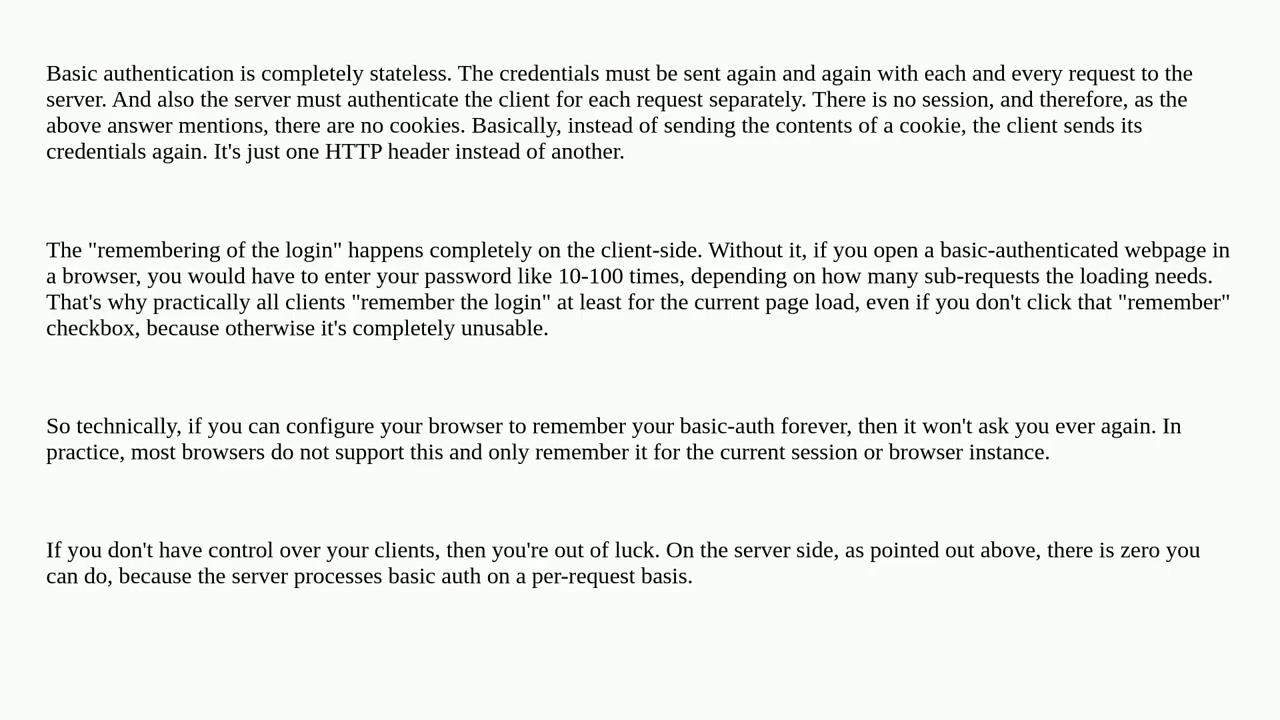 Basic authentication is completely stateless. The credentials must be sent again and again with each and every request to the
server. And also the server must authenticate the client for each request separately. There is no session, and therefore, as the
above answer mentions, there are no cookies. Basically, instead of sending the contents of a cookie, the client sends its
credentials again. It's just one HTTP header instead of another.
The "remembering of the login" happens completely on the client-side. Without it, if you open a basic-authenticated webpage in
a browser, you would have to enter your password like 10-100 times, depending on how many sub-requests the loading needs.
That's why practically all clients "remember the login" at least for the current page load, even if you don't click that "remember"
checkbox, because otherwise it's completely unusable.
So technically, if you can configure your browser to remember your basic-auth forever, then it won't ask you ever again. In
practice, most browsers do not support this and only remember it for the current session or browser instance.
If you don't have control over your clients, then you're out of luck. On the server side, as pointed out above, there is zero you
can do, because the server processes basic auth on a per-request basis.